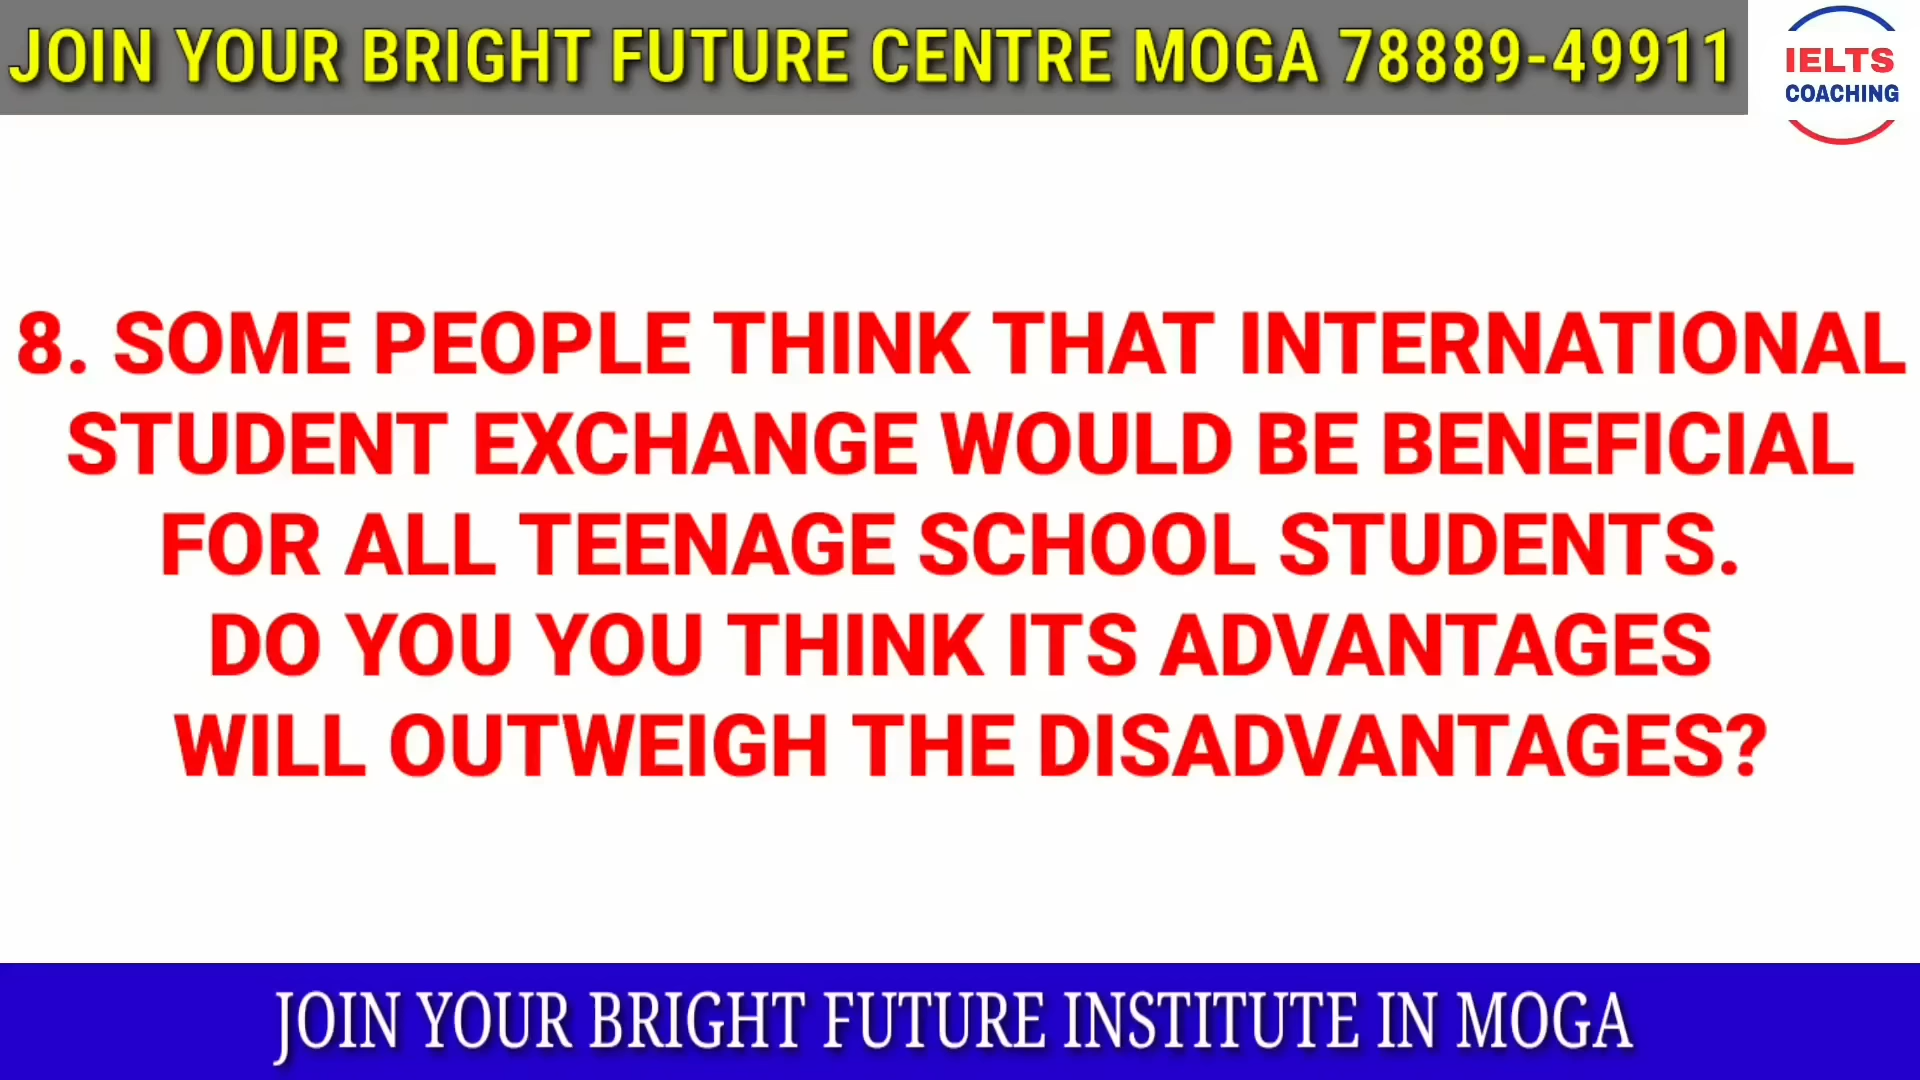 JOIN YOUR BRIGHT FUTURE CENTRE MOGA 78889-49911
IELTS
COACHING
8. SOME PEOPLE THINK THAT INTERNATIONAL
STUDENT EXCHANGE WOULD BE BENEFICIAL
FOR ALL TEENAGE SCHOOL STUDENTS.
DO YOU YOU THINK ITS ADVANTAGES
WILL OUTWEIGH THE DISADVANTAGES?
JOIN YOUR BRIGHT FUTURE INSTITUTE IN MOGA